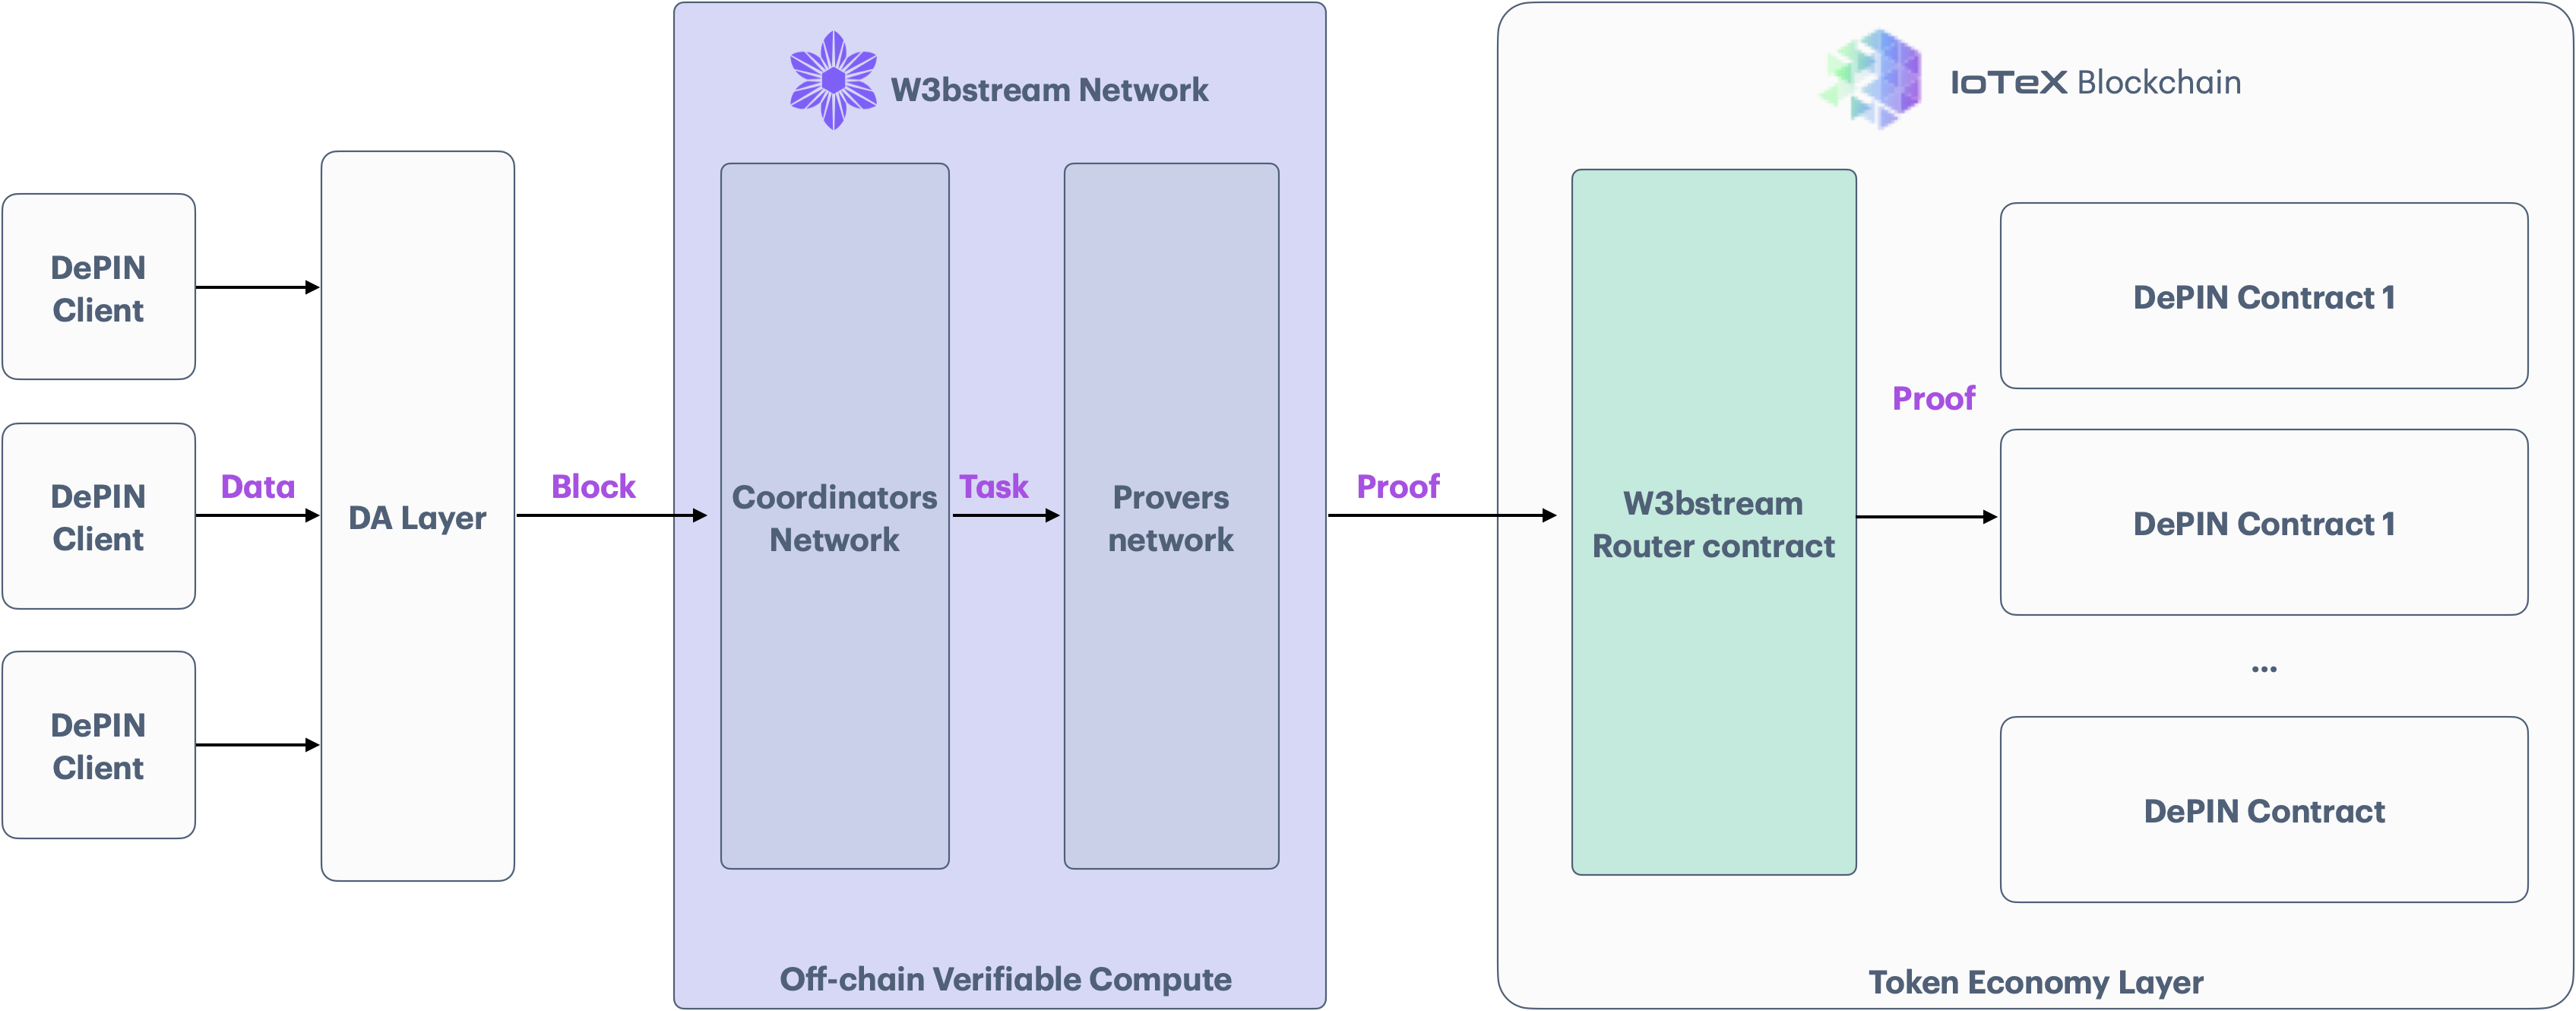 W3bstream Network
IoTeX Blockchain
DePIN
Client
DePIN
Client
DePIN
Client
Data
DA Layer
Block
Coordinators
Network
Task
Provers
network
Off-chain Verifiable Compute
Proof
W3bstream
Router contract
Proof
DePIN Contract 1
DePIN Contract 1
...
DePIN Contract
Token Economy Layer